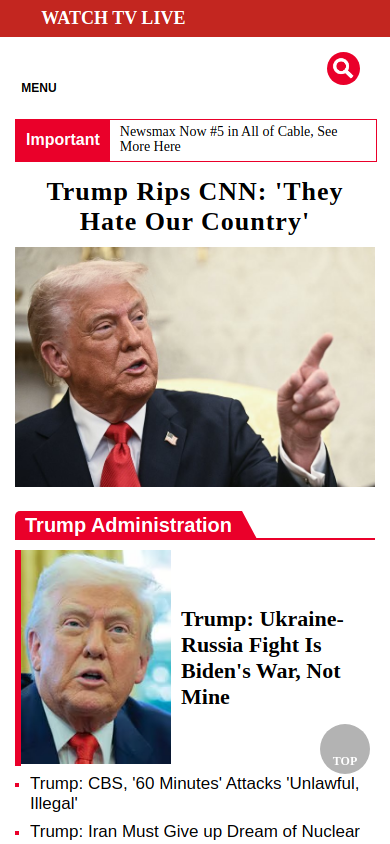 WATCH TV LIVE
MENU
Important
Newsmax Now #5 in All of Cable, See
More Here
Trump Rips CNN: 'They
Hate Our Country'
Trump Administration
Trump: Ukraine-
Russia Fight Is
Biden's War, Not
Mine
TOP
Trump: CBS, '60 Minutes' Attacks 'Unlawful,
Illegal'
Trump: Iran Must Give up Dream of Nuclear